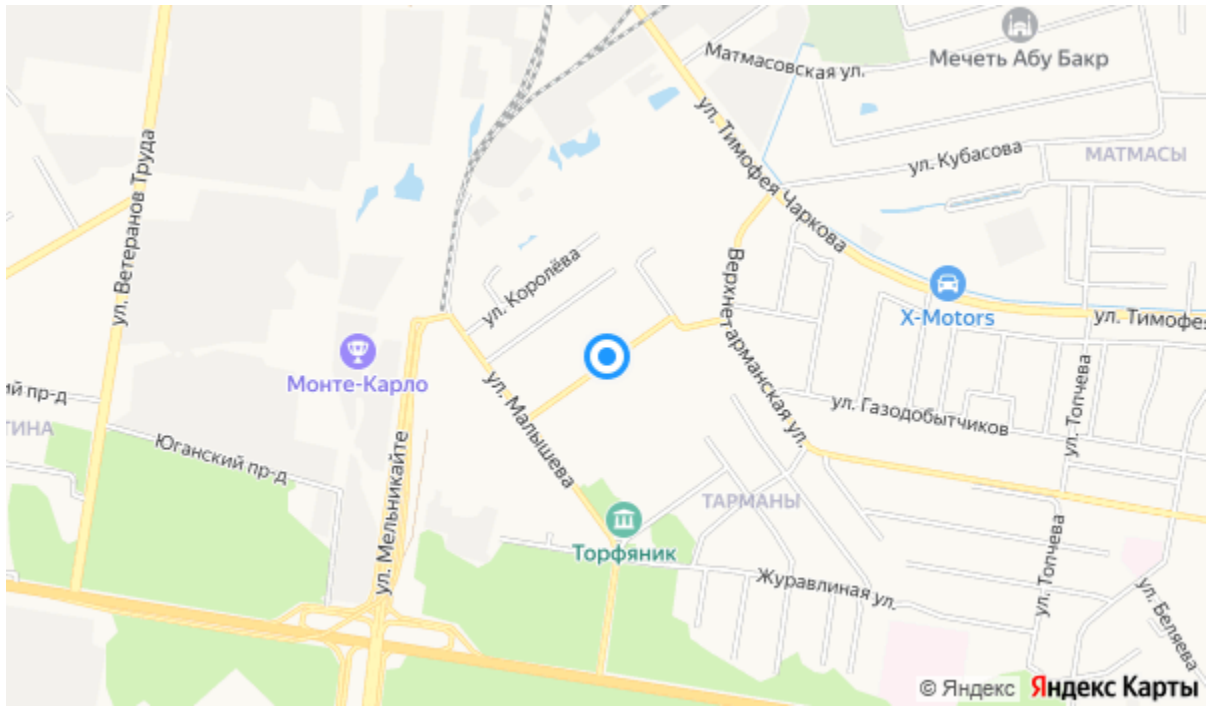 Матмасовская ул.
Мечеть Абу Бакр
ул. Тимофея Чаркова
ул. Кубасова
МАТМАСЫ
ул. Ветеранов Труда
ул. Королёва
Верхнетарманская ул.
X-Motors
ул. Тимофея
Монте-Карло
ул. Топчева
ий пр-д
ТИНА
ул. Малышева
ул. Газодобытчиков
Юганский пр-д
ул. Мельникайте
ТАРМАНЫ
Торфяник
Журавлиная ул.
ул. Топчева
ул. Беляева
© Яндекс Яндекс Карты